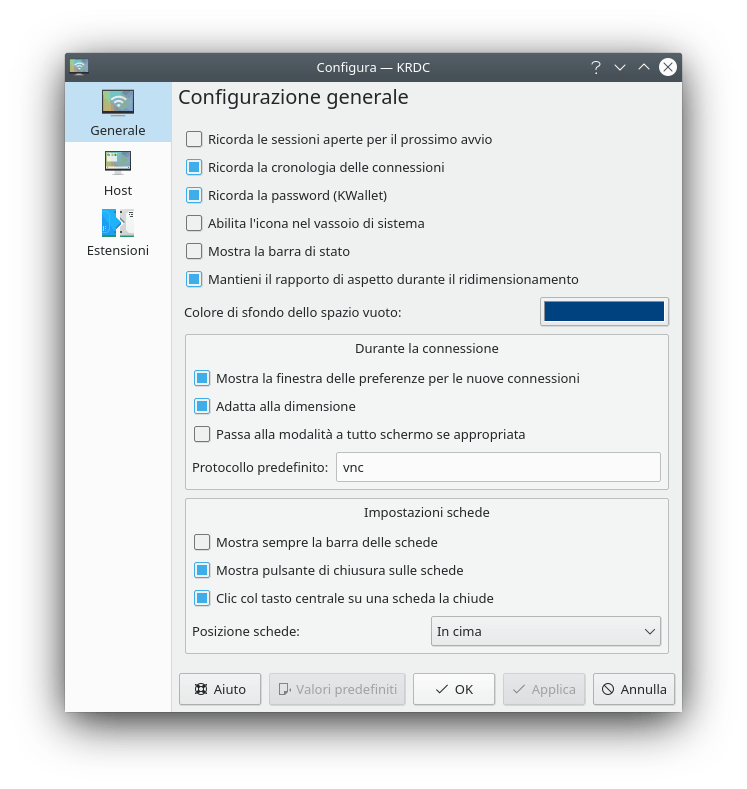 Configura — KRDC
Generale
Host
Estensioni
Configurazione generale
Ricorda le sessioni aperte per il prossimo avvio
Ricorda la cronologia delle connessioni
Ricorda la password (KWallet)
Abilita l'icona nel vassoio di sistema
Mostra la barra di stato
Mantieni il rapporto di aspetto durante il ridimensionamento
Colore di sfondo dello spazio vuoto:
Durante la connessione
Mostra la finestra delle preferenze per le nuove connessioni
Adatta alla dimensione
Passa alla modalità a tutto schermo se appropriata
Protocollo predefinito: vnc
Impostazioni schede
Mostra sempre la barra delle schede
Mostra pulsante di chiusura sulle schede
Clic col tasto centrale su una scheda la chiude
Posizione schede: In cima
Aiuto Valori predefiniti OK Applica Annulla